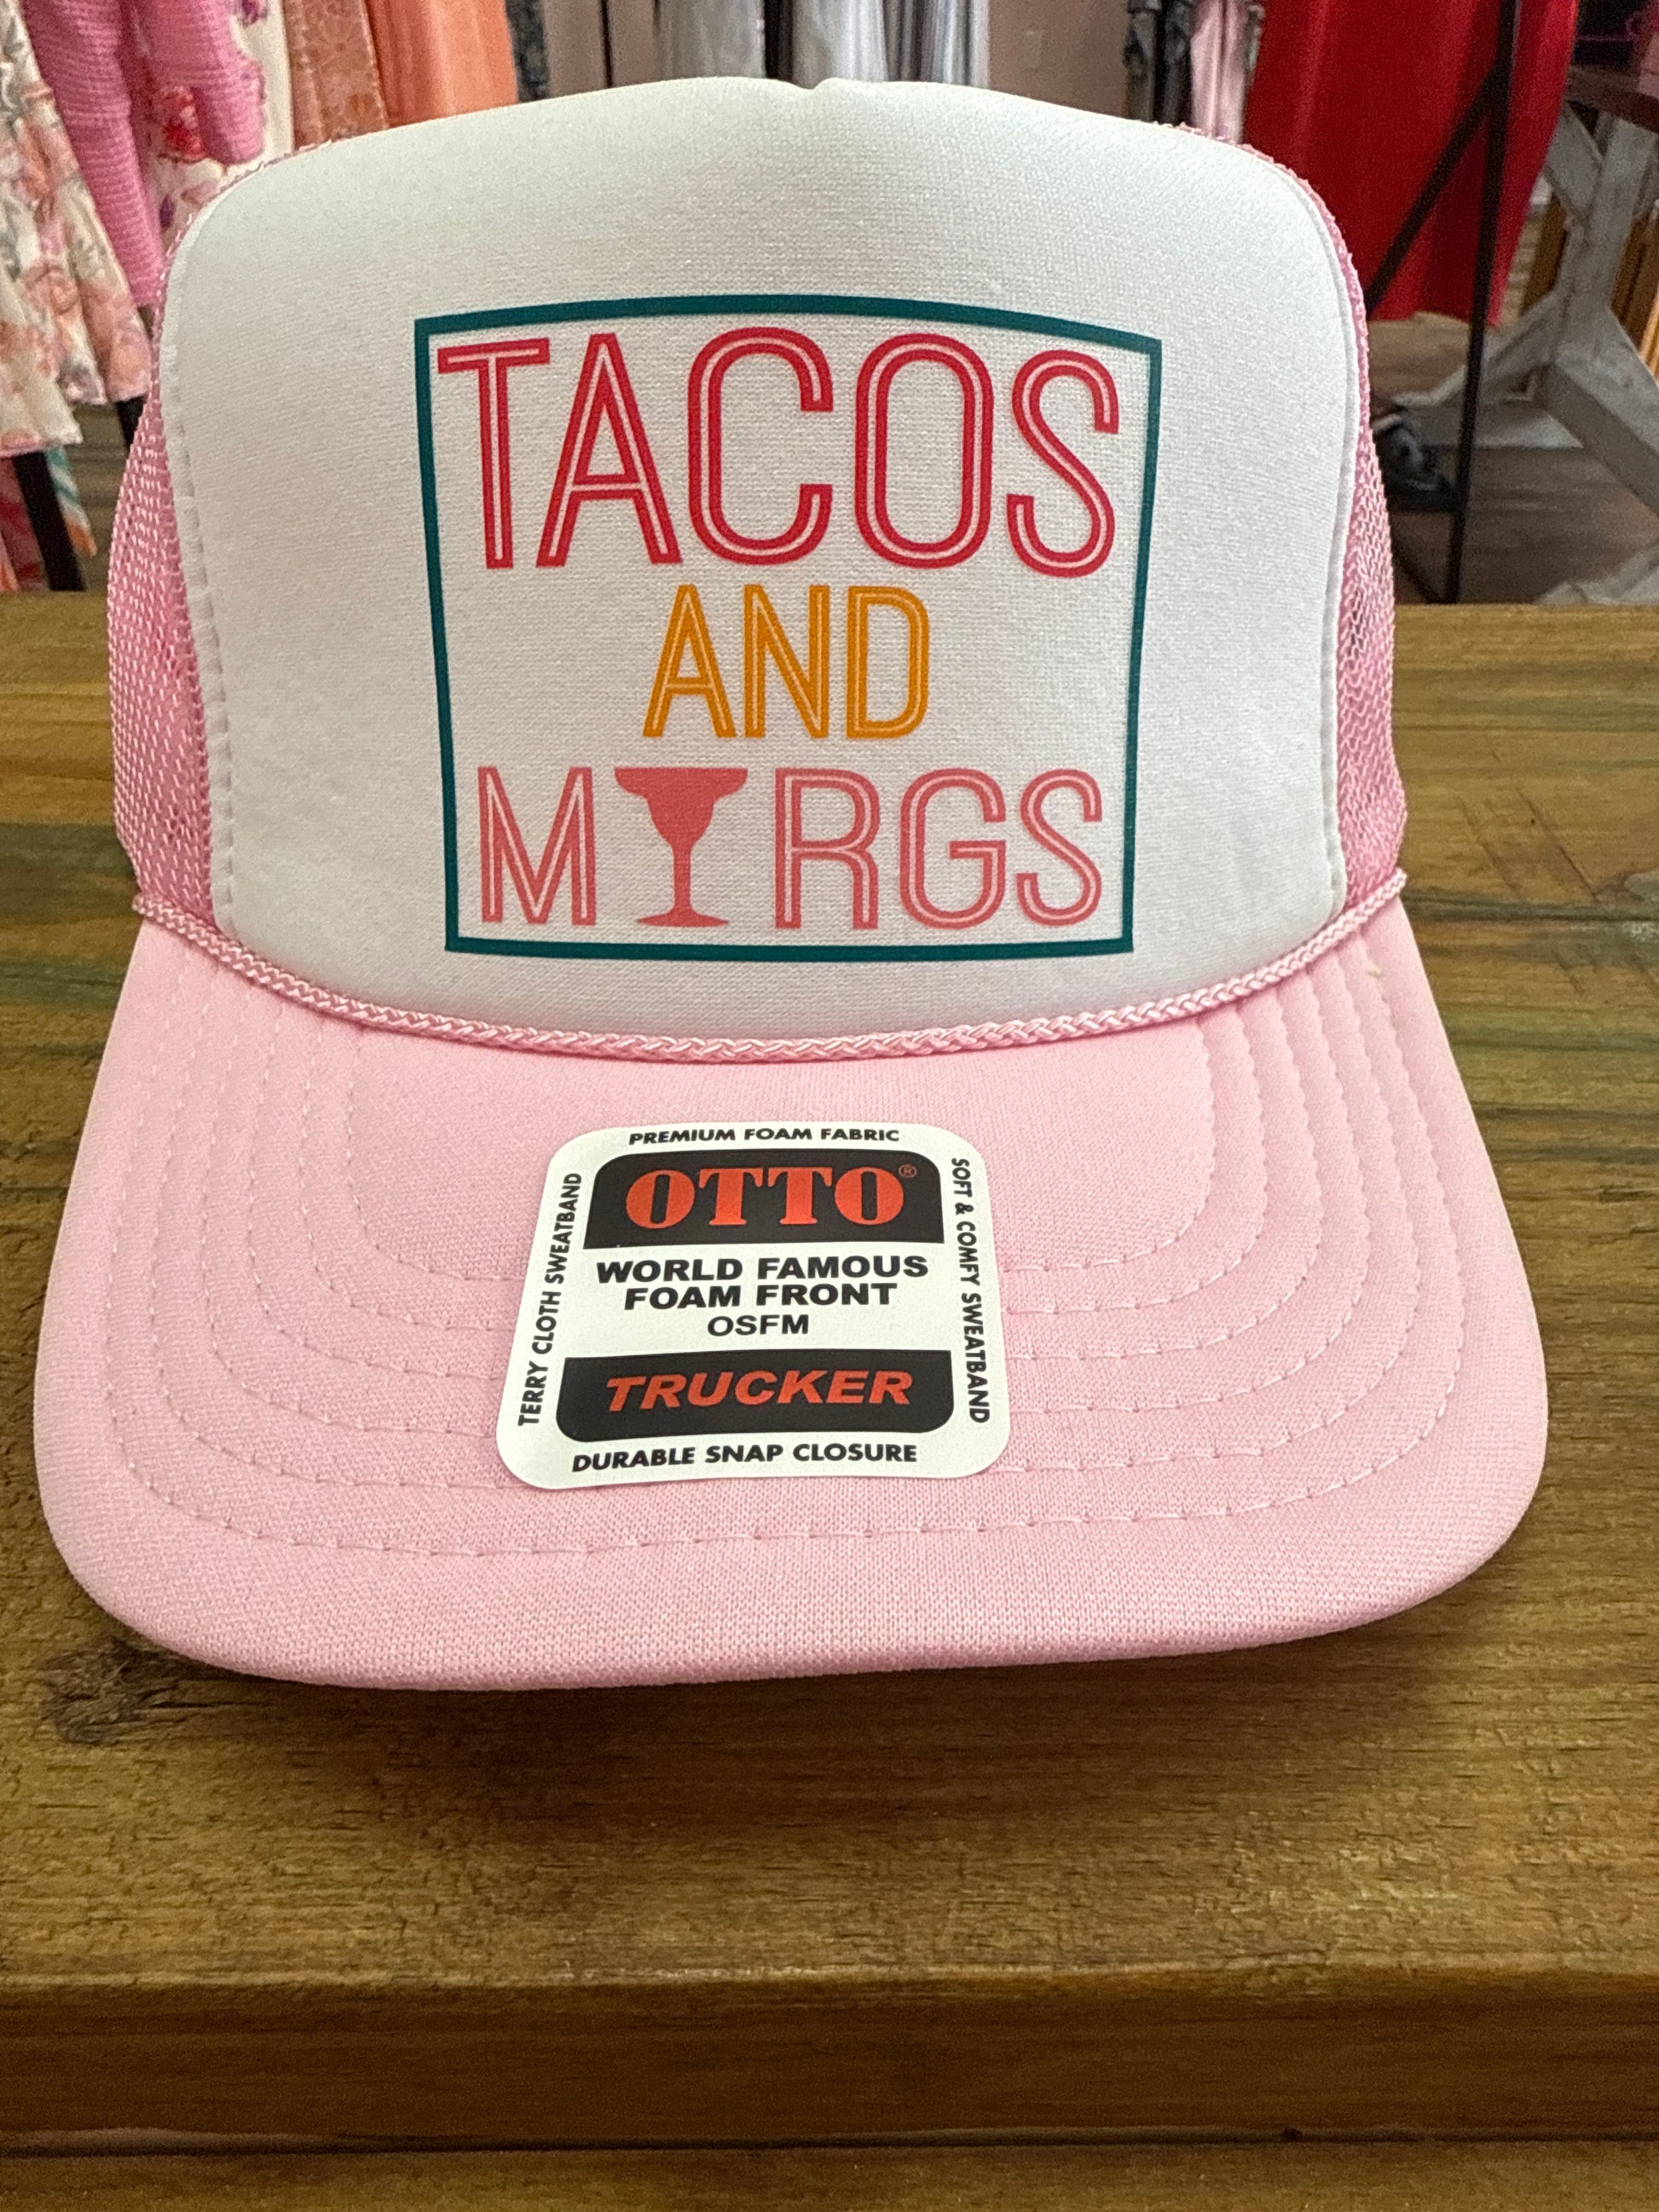 TACOS
AND
M RGS
PREMIUM FOAM FABRIC
OTTO®
WORLD FAMOUS
FOAM FRONT
OSFM
TRUCKER
DURABLE SNAP CLOSURE
TERRY CLOTH SWEATBAND
SOFT & COMFY SWEATBAND